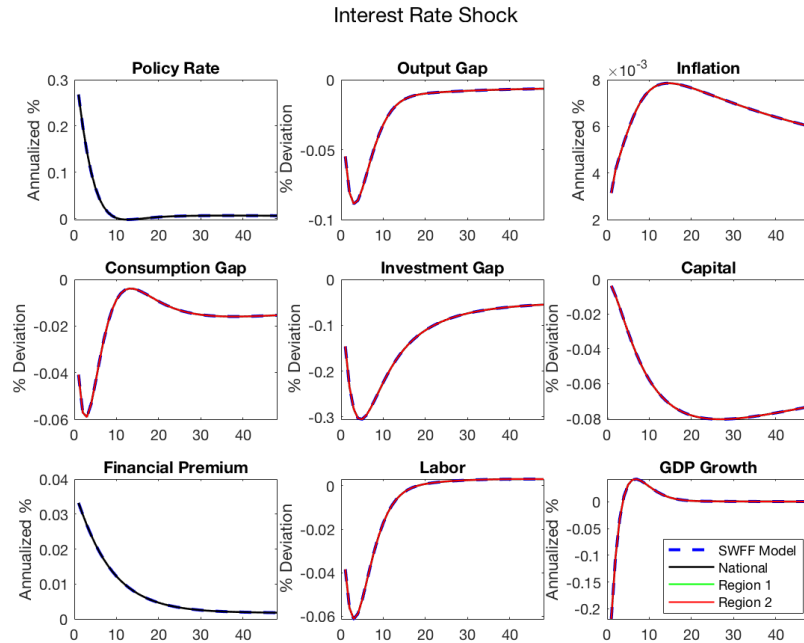 Interest Rate Shock
Policy Rate
Annualized %
0.3
0.2
0.1
0
0 10 20 30 40
Output Gap
% Deviation
0
-0.05
-0.1
0 10 20 30 40
Inflation
×10⁻³
Annualized %
8
6
4
2
0 10 20 30 40
Consumption Gap
% Deviation
0
-0.02
-0.04
-0.06
0 10 20 30 40
Investment Gap
% Deviation
0
-0.1
-0.2
-0.3
0 10 20 30 40
Capital
% Deviation
0
-0.02
-0.04
-0.06
-0.08
0 10 20 30 40
Financial Premium
Annualized %
0.04
0.03
0.02
0.01
0
0 10 20 30 40
Labor
% Deviation
0
-0.02
-0.04
-0.06
0 10 20 30 40
GDP Growth
Annualized %
0
-0.05
-0.1
-0.15
-0.2
0 10 20 30 40
SWFF Model
National
Region 1
Region 2